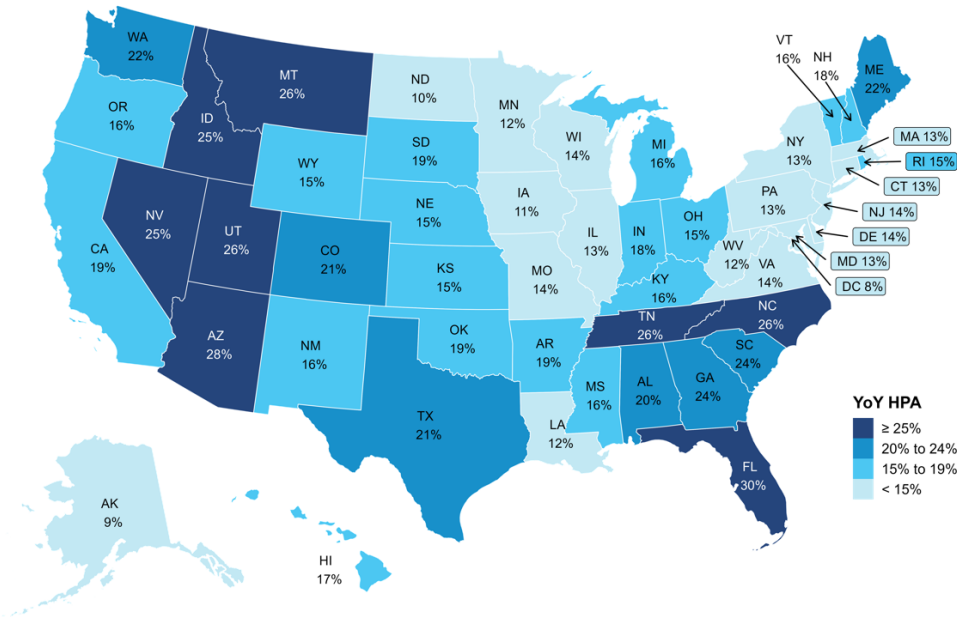 WA
22%
OR
16%
CA
19%
ID
25%
NV
25%
MT
26%
WY
15%
UT
26%
AZ
28%
CO
21%
NM
16%
ND
10%
SD
19%
NE
15%
KS
15%
OK
19%
TX
21%
MN
12%
IA
11%
MO
14%
AR
19%
LA
12%
WI
14%
IL
13%
MI
16%
IN
18%
OH
15%
KY
16%
TN
26%
MS
16%
AL
20%
GA
24%
FL
30%
SC
24%
NC
26%
VA
14%
WV
12%
PA
13%
NY
13%
VT
16%
NH
18%
ME
22%
MA 13%
RI 15%
CT 13%
NJ 14%
DE 14%
MD 13%
DC 8%
AK
9%
HI
17%
YoY HPA
≥ 25%
20% to 24%
15% to 19%
< 15%